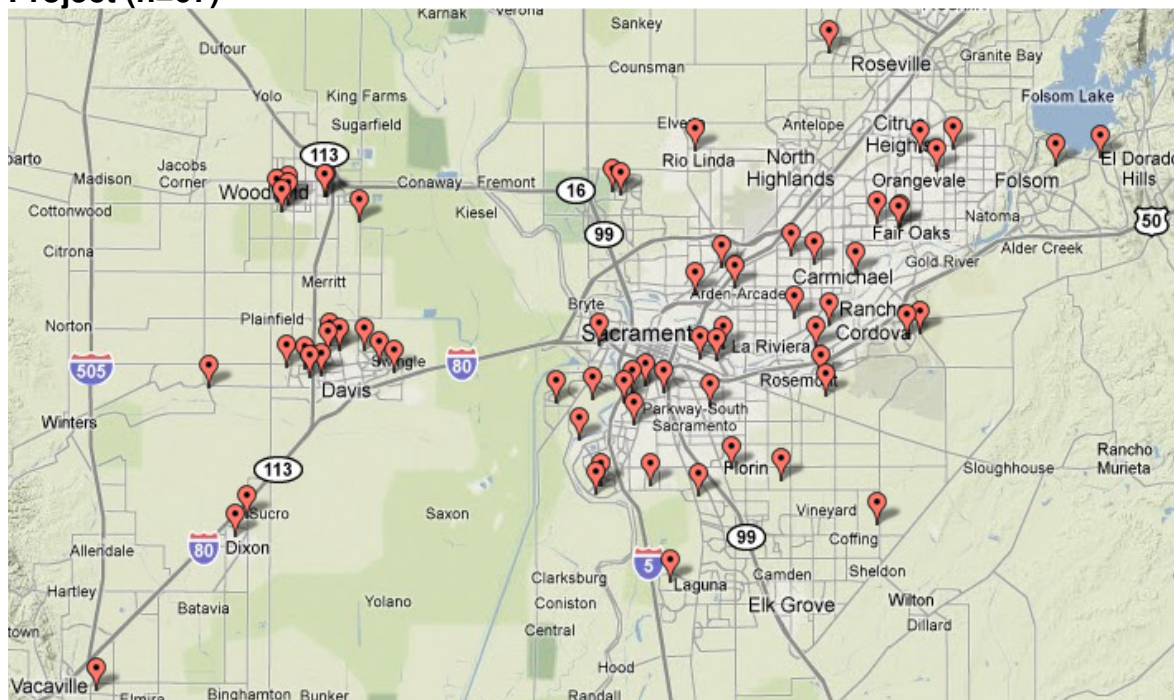 Karnak
Verona
Sankey
Dufour
Counsman
Granite Bay
Roseville
Yolo
King Farms
Folsom Lake
Sugarfield
Antelope
Citrus
Heights
113
Rio Linda
North
Highlands
El Dorado
Hills
Jacobs
Corner
Madison
Conaway
Fremont
16
Orangevale
Folsom
Cottonwood
Kiesel
99
Natoma
50
Fair Oaks
Citrona
Gold River
Alder Creek
Merritt
Carmichael
Arden-Arcade
Bryte
Norton
Plainfield
Rancho
Cordova
La Riviera
505
80
Davis
Rosemont
Winters
Parkway-South
Sacramento
113
Florin
Sloughhouse
Rancho
Murieta
Sucro
Saxon
Vineyard
80
Dixon
99
Coffing
Allendale
5
Clarksburg
Laguna
Camden
Sheldon
Hartley
Yolano
Coniston
Elk Grove
Wilton
Batavia
Dillard
Central
Hood
Vacaville
Elmira
Binghamton
Bunker
Randall